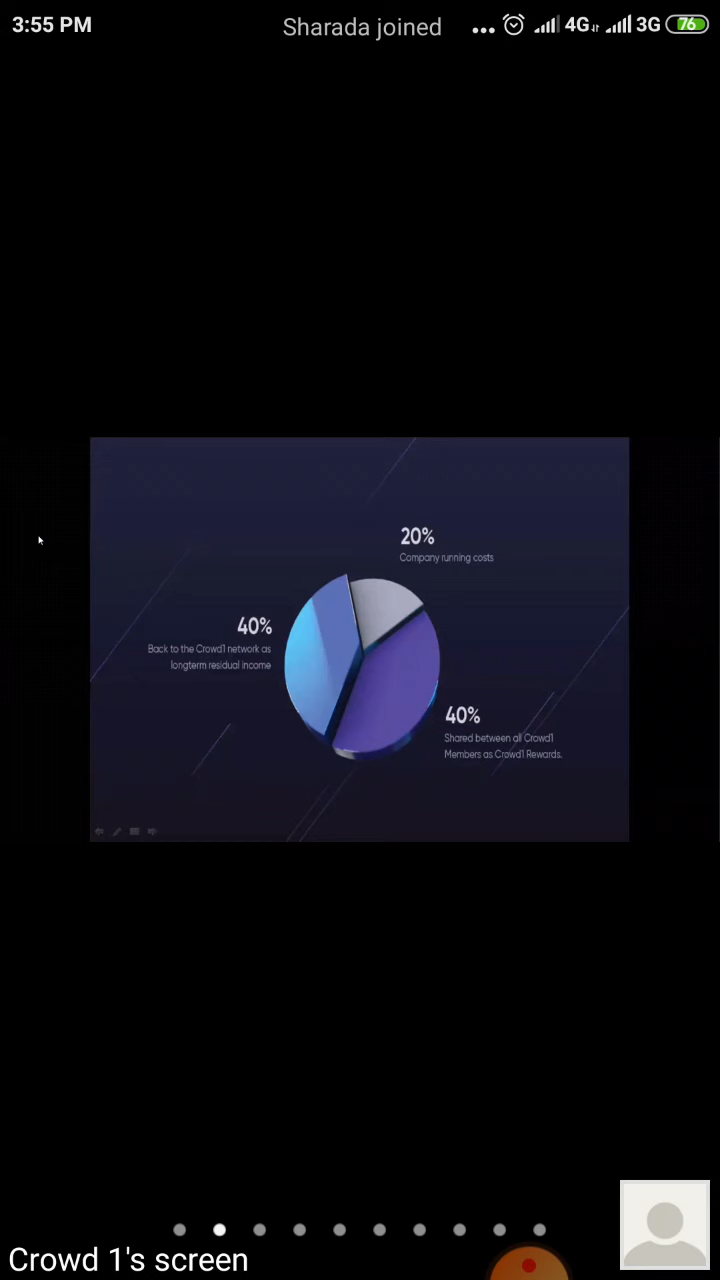 3:55 PM
Sharada joined
... 4G 3G 76
20%
Company running costs
40%
Back to the Crowd1 network as
longterm residual income
40%
Shared between all Crowd1
Members as Crowd1 Rewards.
Crowd 1's screen